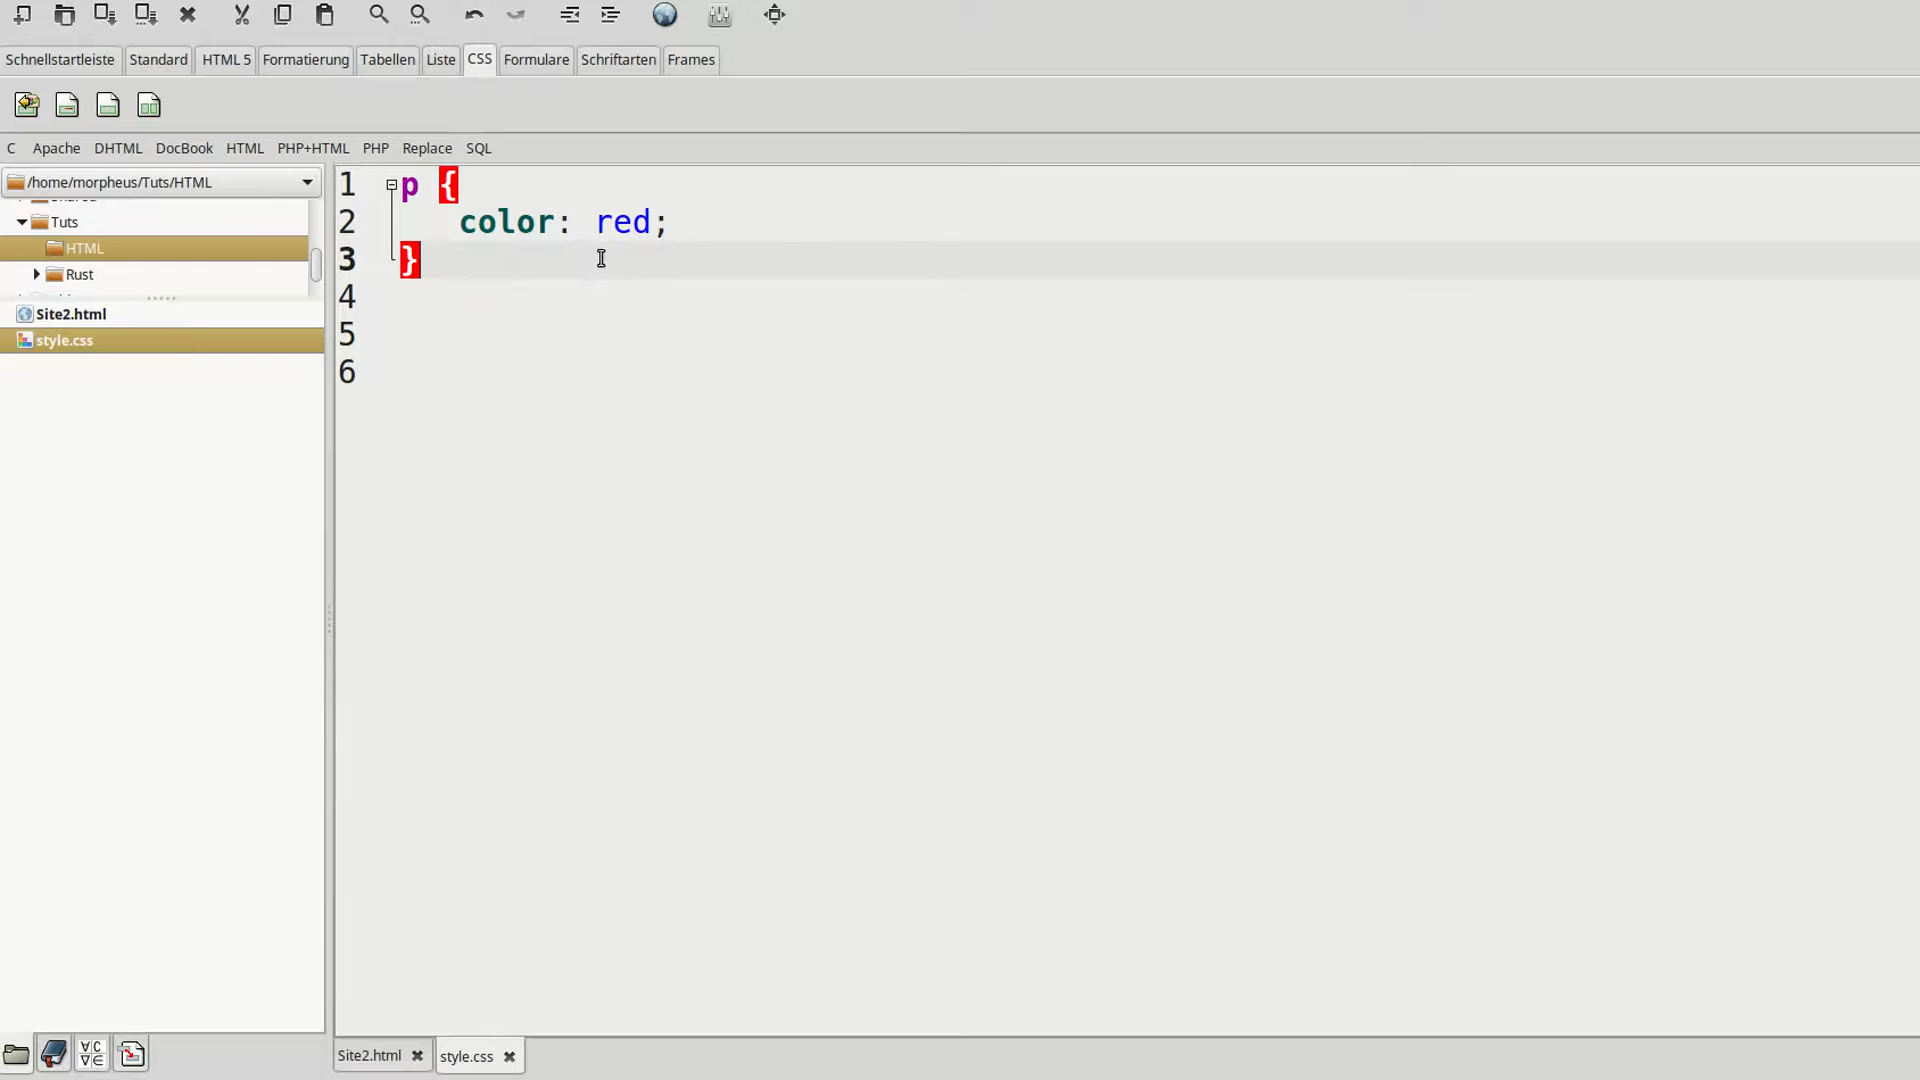 Schnellstartleiste Standard HTML 5 Formatierung Tabellen Liste CSS Formulare Schriftarten Frames
C Apache DHTML DocBook HTML PHP+HTML PHP Replace SQL
/home/morpheus/Tuts/HTML
Tuts
HTML
Rust
Site2.html
style.css
1 p {
2 color: red;
3 }
4
5
6
Site2.html style.css